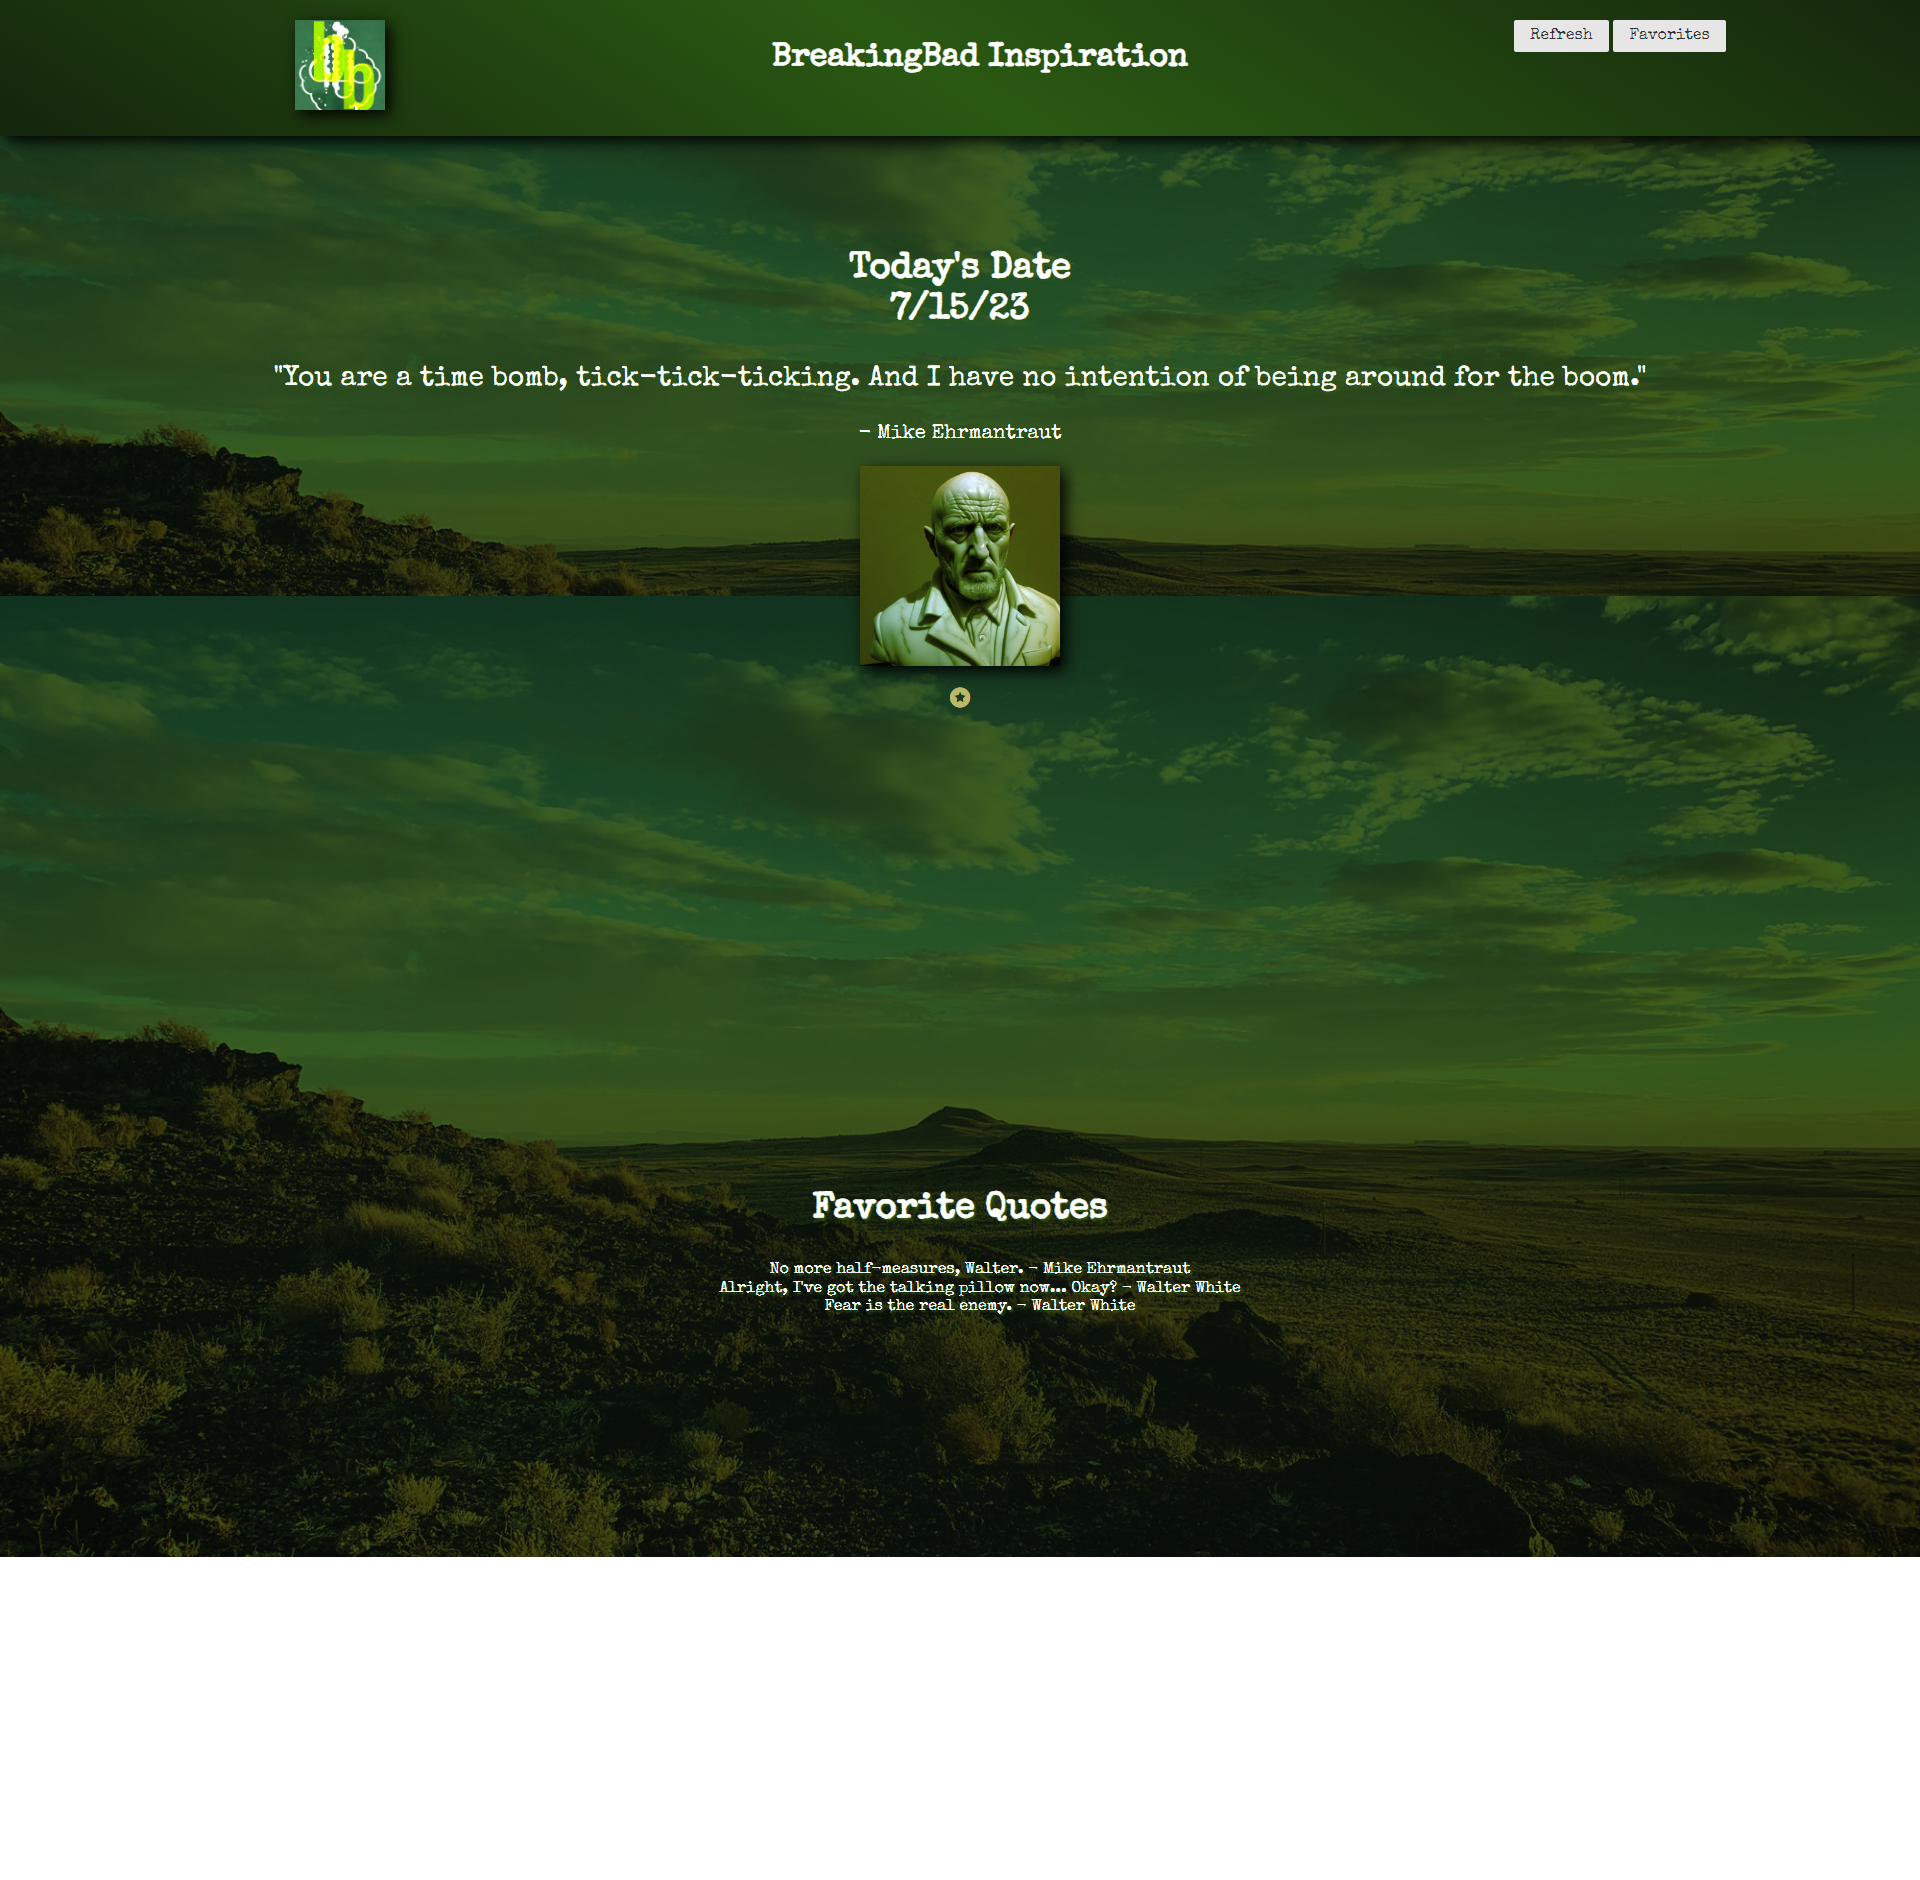 BreakingBad Inspiration
Refresh
Favorites
Today's Date
7/15/23
"You are a time bomb, tick-tick-ticking. And I have no intention of being around for the boom."
- Mike Ehrmantraut
Favorite Quotes
No more half-measures, Walter. - Mike Ehrmantraut
Alright, I've got the talking pillow now... Okay? - Walter White
Fear is the real enemy. - Walter White